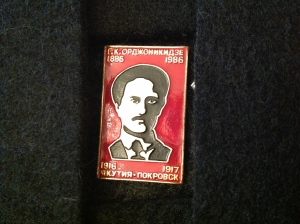 Г.К. ОРДЖОНИКИДЗЕ
1886 1986
1916 1917
ЯКУТИЯ-ПОКРОВСК